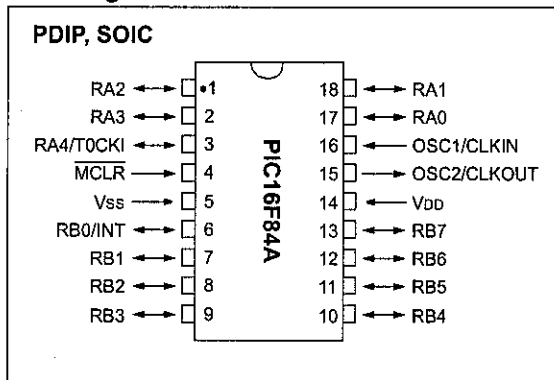 PDIP, SOIC
RA2 •1 18 RA1
RA3 2 17 RA0
RA4/T0CKI 3 16 OSC1/CLKIN
MCLR 4 15 OSC2/CLKOUT
Vss 5 14 VDD
RB0/INT 6 13 RB7
RB1 7 12 RB6
RB2 8 11 RB5
RB3 9 10 RB4
PIC16F84A